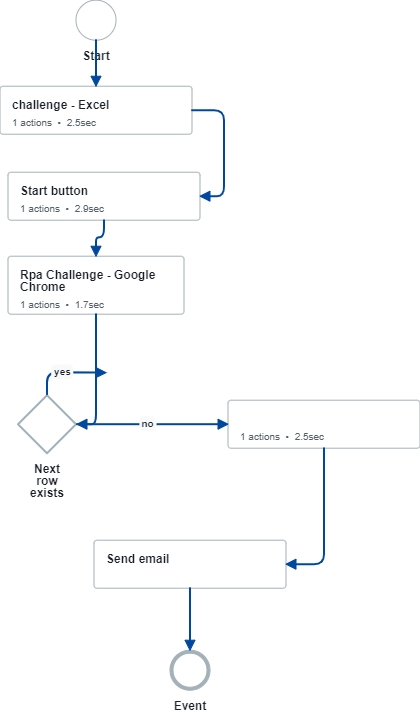 Start
challenge - Excel
1 actions • 2.5sec
Start button
1 actions • 2.9sec
Rpa Challenge - Google
Chrome
1 actions • 1.7sec
yes
no
1 actions • 2.5sec
Next
row
exists
Send email
Event